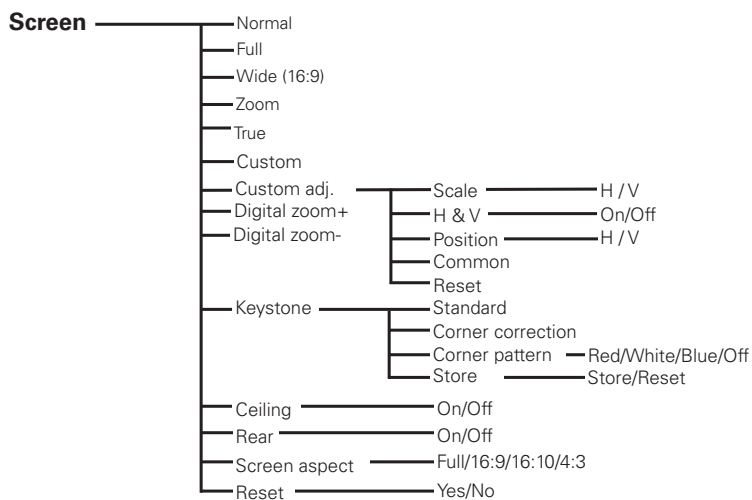 Screen Normal
Full
Wide (16:9)
Zoom
True
Custom
Custom adj. Scale H / V
Digital zoom+ H & V On/Off
Digital zoom- Position H / V
Common
Reset
Keystone Standard
Corner correction
Corner pattern Red/White/Blue/Off
Store Store/Reset
Ceiling On/Off
Rear On/Off
Screen aspect Full/16:9/16:10/4:3
Reset Yes/No